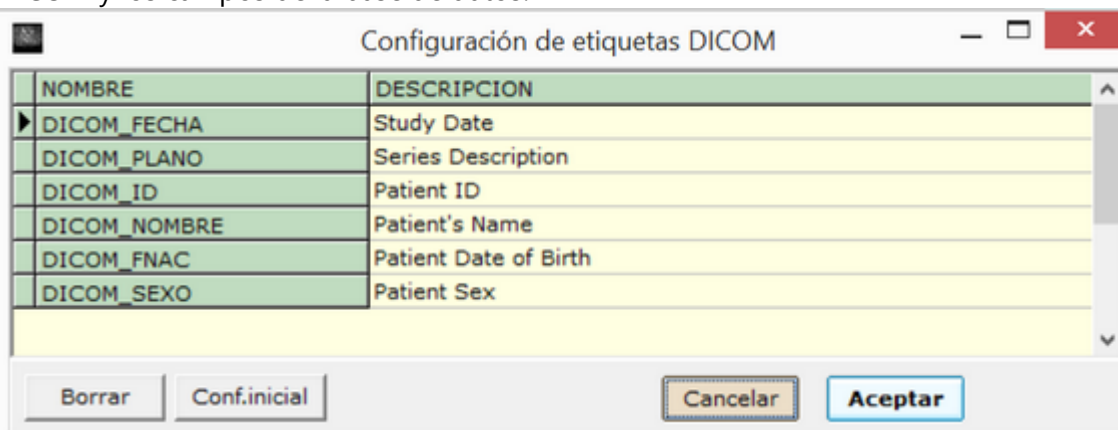 Configuración de etiquetas DICOM
NOMBRE DESCRIPCION
DICOM_FECHA Study Date
DICOM_PLANO Series Description
DICOM_ID Patient ID
DICOM_NOMBRE Patient's Name
DICOM_FNAC Patient Date of Birth
DICOM_SEXO Patient Sex
Borrar Conf.inicial Cancelar Aceptar